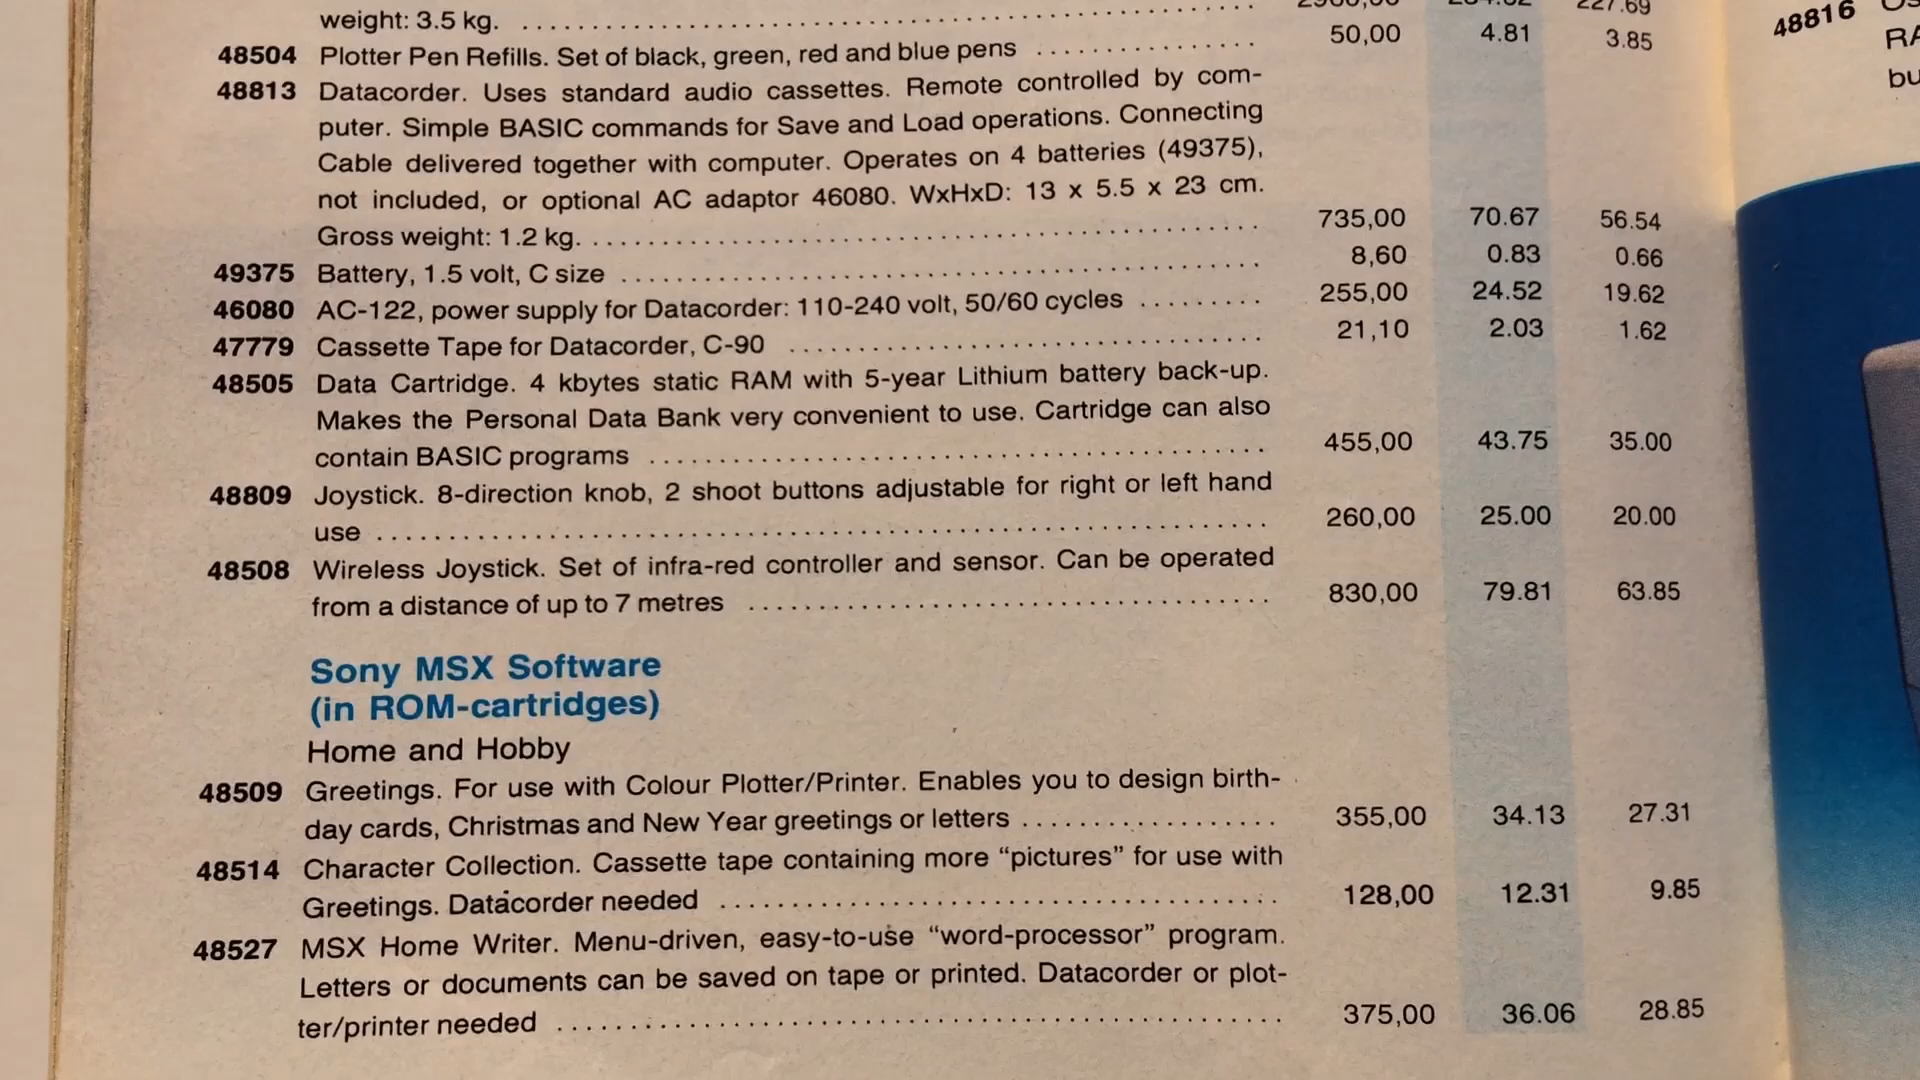 weight: 3.5 kg. ............ 227.69
48504 Plotter Pen Refills. Set of black, green, red and blue pens ............ 50,00 4.81 3.85
48813 Datacorder. Uses standard audio cassettes. Remote controlled by com-
puter. Simple BASIC commands for Save and Load operations. Connecting
Cable delivered together with computer. Operates on 4 batteries (49375),
not included, or optional AC adaptor 46080. WxHxD: 13 x 5.5 x 23 cm.
Gross weight: 1.2 kg. ............ 735,00 70.67 56.54
49375 Battery, 1.5 volt, C size ............ 8,60 0.83 0.66
46080 AC-122, power supply for Datacorder: 110-240 volt, 50/60 cycles ......... 255,00 24.52 19.62
47779 Cassette Tape for Datacorder, C-90 ............ 21,10 2.03 1.62
48505 Data Cartridge. 4 kbytes static RAM with 5-year Lithium battery back-up.
Makes the Personal Data Bank very convenient to use. Cartridge can also
contain BASIC programs ............ 455,00 43.75 35.00
48809 Joystick. 8-direction knob, 2 shoot buttons adjustable for right or left hand
use ............ 260,00 25.00 20.00
48508 Wireless Joystick. Set of infra-red controller and sensor. Can be operated
from a distance of up to 7 metres ............ 830,00 79.81 63.85
Sony MSX Software
(in ROM-cartridges)
Home and Hobby
48509 Greetings. For use with Colour Plotter/Printer. Enables you to design birth-
day cards, Christmas and New Year greetings or letters ............ 355,00 34.13 27.31
48514 Character Collection. Cassette tape containing more “pictures” for use with
Greetings. Datacorder needed ............ 128,00 12.31 9.85
48527 MSX Home Writer. Menu-driven, easy-to-use “word-processor” program.
Letters or documents can be saved on tape or printed. Datacorder or plot-
ter/printer needed ............ 375,00 36.06 28.85
48816